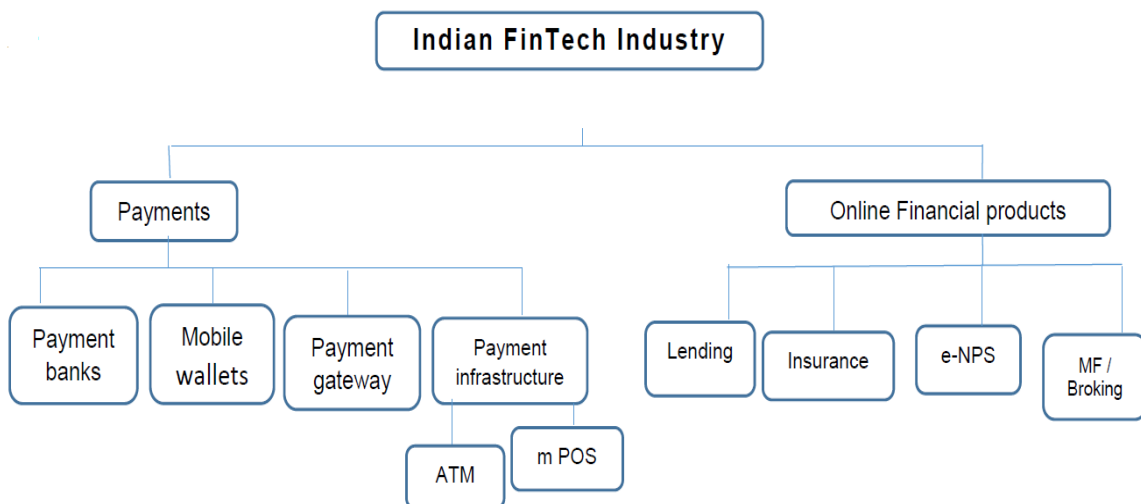 Indian FinTech Industry
Payments
Online Financial products
Payment
banks
Mobile
wallets
Payment
gateway
Payment
infrastructure
Lending
Insurance
e-NPS
MF /
Broking
ATM
m POS